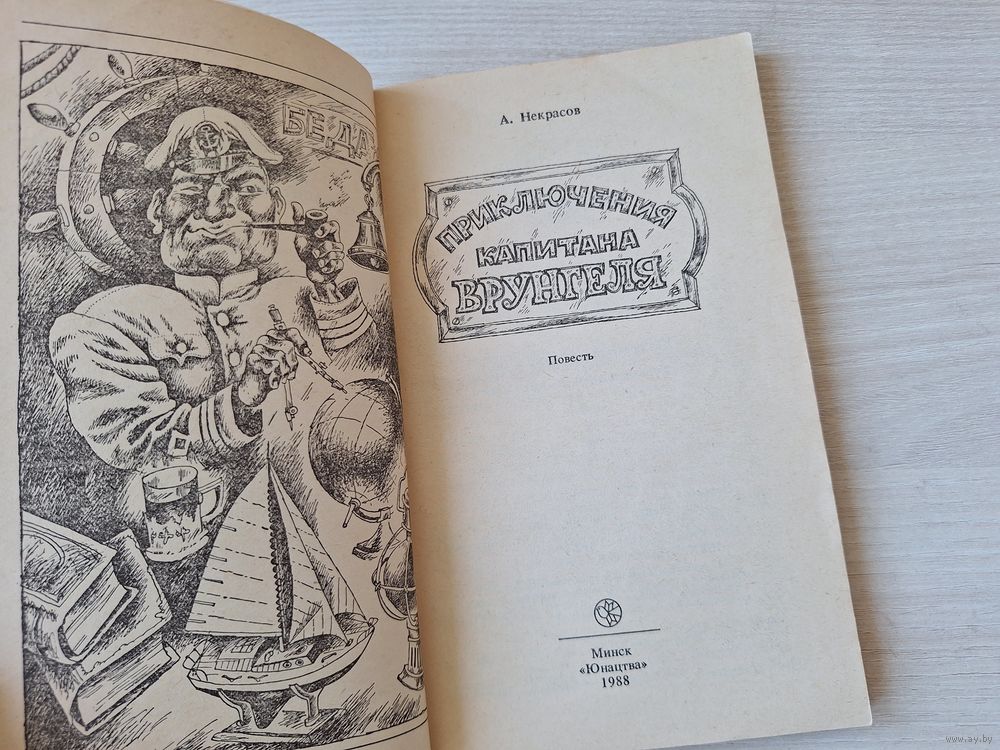 БЕДА
А. Некрасов
ПРИКЛЮЧЕНИЯ
КАПИТАНА
ВРУНГЕЛЯ
Повесть
Минск
«Юнацтва»
1988
www.ay.by